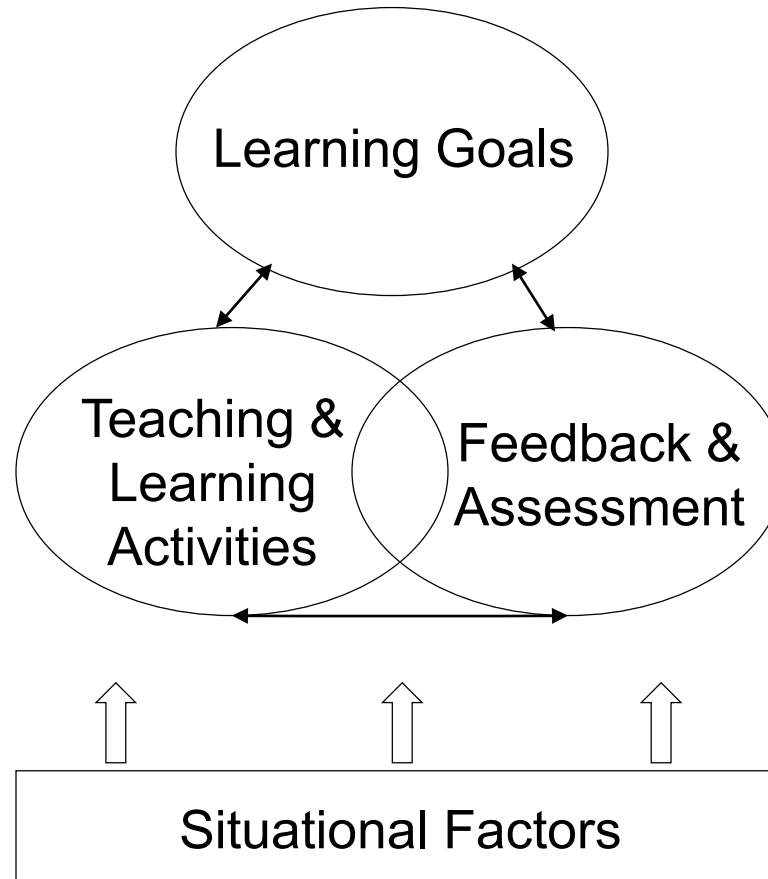 Learning Goals
Teaching &
Learning
Activities
Feedback &
Assessment
Situational Factors